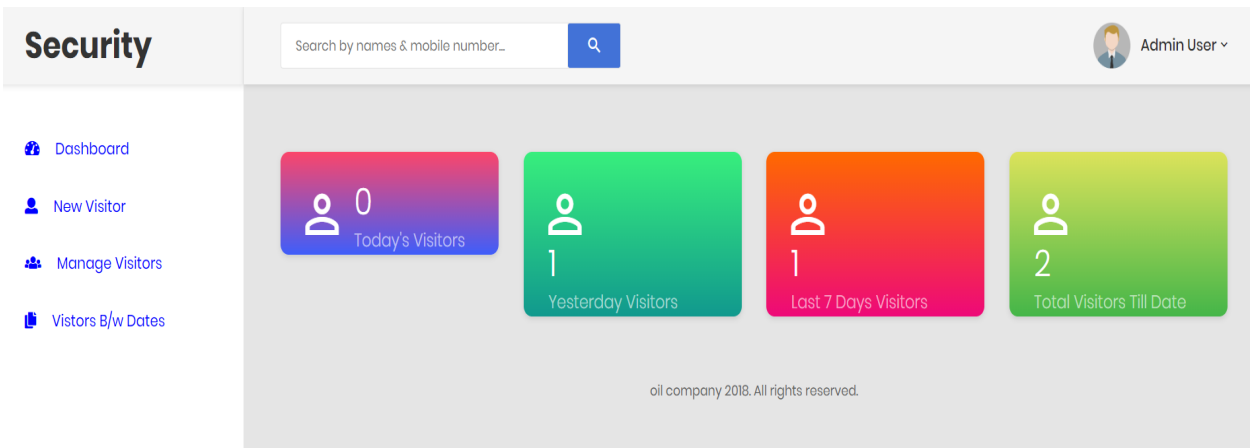 Security
Search by names & mobile number...
Admin User
Dashboard
New Visitor
Manage Visitors
Vistors B/w Dates
0
Today's Visitors
1
Yesterday Visitors
1
Last 7 Days Visitors
2
Total Visitors Till Date
oil company 2018. All rights reserved.